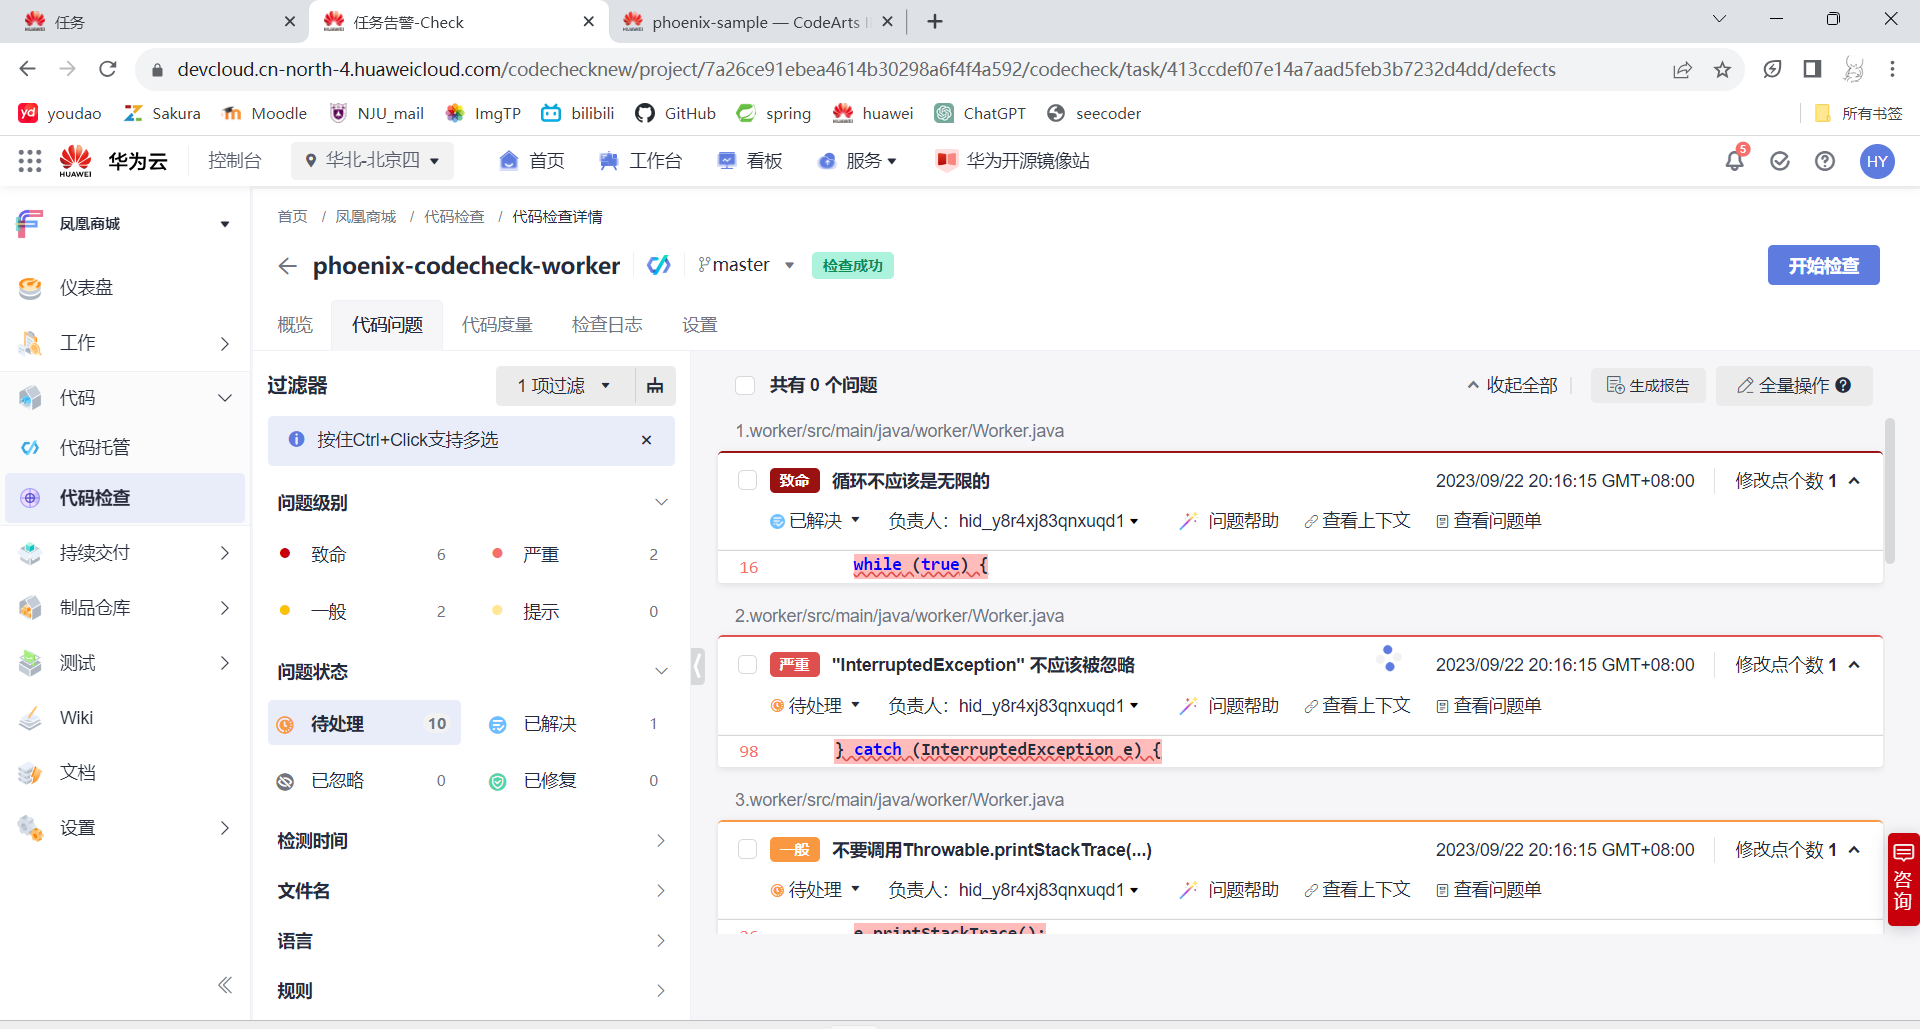 任务
任务告警-Check
phoenix-sample — CodeArts
devcloud.cn-north-4.huaweicloud.com/codechecknew/project/7a26ce91ebea4614b30298a6f4f4a592/codecheck/task/413ccdef07e14a7aad5feb3b7232d4dd/defects
youdao
Sakura
Moodle
NJU_mail
ImgTP
bilibili
GitHub
spring
huawei
ChatGPT
seecoder
所有书签
HUAWEI
华为云
控制台
华北-北京四
首页
工作台
看板
服务
华为开源镜像站
5
HY
凤凰商城
仪表盘
工作
代码
代码托管
代码检查
持续交付
制品仓库
测试
Wiki
文档
设置
首页 / 凤凰商城 / 代码检查 / 代码检查详情
phoenix-codecheck-worker
master
检查成功
开始检查
概览
代码问题
代码度量
检查日志
设置
过滤器
1 项过滤
按住Ctrl+Click支持多选
问题级别
致命 6
严重 2
一般 2
提示 0
问题状态
待处理 10
已解决 1
已忽略 0
已修复 0
检测时间
文件名
语言
规则
共有 0 个问题
收起全部
生成报告
全量操作
1.worker/src/main/java/worker/Worker.java
致命 循环不应该是无限的 2023/09/22 20:16:15 GMT+08:00 修改点个数 1
已解决 负责人: hid_y8r4xj83qnxuqd1 问题帮助 查看上下文 查看问题单
16 while (true) {
2.worker/src/main/java/worker/Worker.java
严重 "InterruptedException" 不应该被忽略 2023/09/22 20:16:15 GMT+08:00 修改点个数 1
待处理 负责人: hid_y8r4xj83qnxuqd1 问题帮助 查看上下文 查看问题单
98 } catch (InterruptedException e) {
3.worker/src/main/java/worker/Worker.java
一般 不要调用Throwable.printStackTrace(...) 2023/09/22 20:16:15 GMT+08:00 修改点个数 1
待处理 负责人: hid_y8r4xj83qnxuqd1 问题帮助 查看上下文 查看问题单
e.printStackTrace();
咨询